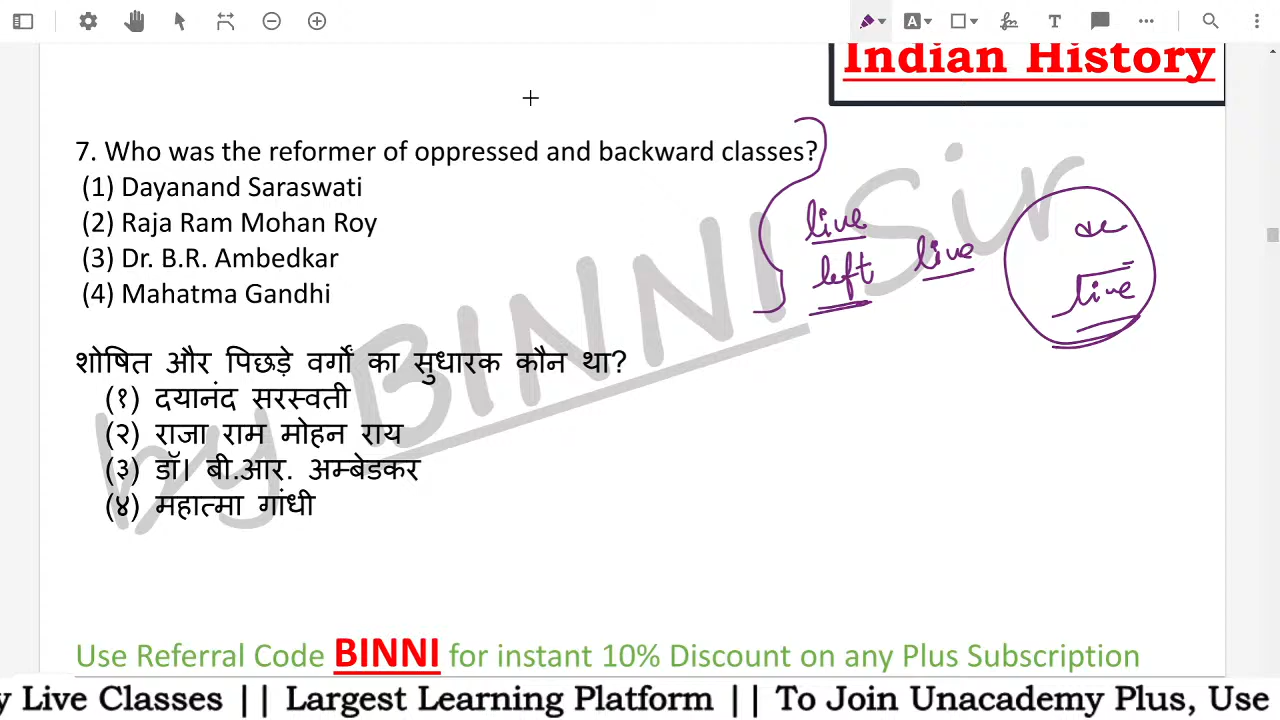 Indian History
7. Who was the reformer of oppressed and backward classes?
(1) Dayanand Saraswati
(2) Raja Ram Mohan Roy
(3) Dr. B.R. Ambedkar
(4) Mahatma Gandhi
live
left live
live
शोषित और पिछड़े वर्गों का सुधारक कौन था?
(१) दयानंद सरस्वती
(२) राजा राम मोहन राय
(३) डॉ। बी.आर. अम्बेडकर
(४) महात्मा गांधी
by BINNI Sir
Use Referral Code BINNI for instant 10% Discount on any Plus Subscription
y Live Classes || Largest Learning Platform || To Join Unacademy Plus, Use